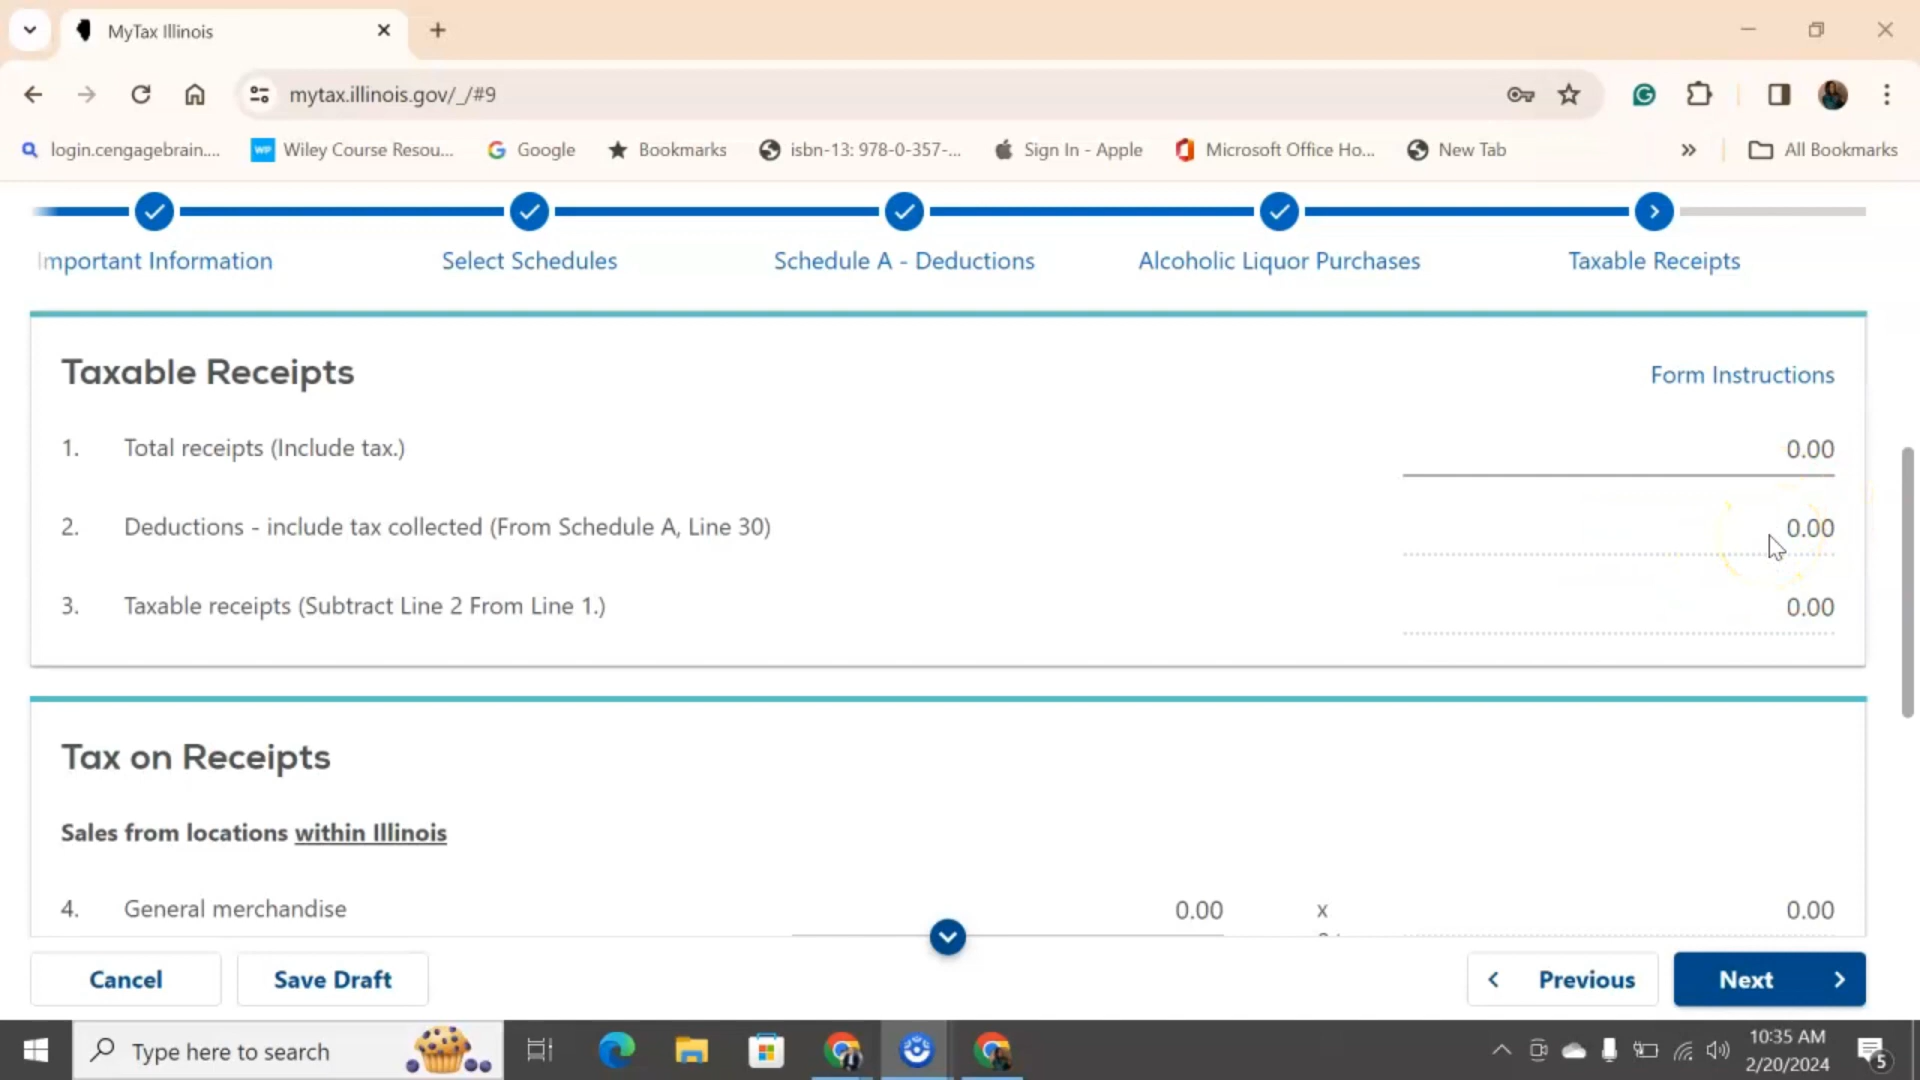 MyTax Illinois
mytax.illinois.gov/_/#9
login.cengagebrain....
WP Wiley Course Resou...
Google
Bookmarks
isbn-13: 978-0-357-...
Sign In - Apple
Microsoft Office Ho...
New Tab
All Bookmarks
Important Information
Select Schedules
Schedule A - Deductions
Alcoholic Liquor Purchases
Taxable Receipts
Taxable Receipts
Form Instructions
1. Total receipts (Include tax.) 0.00
2. Deductions - include tax collected (From Schedule A, Line 30) 0.00
3. Taxable receipts (Subtract Line 2 From Line 1.) 0.00
Tax on Receipts
Sales from locations within Illinois
4. General merchandise 0.00 x 0.00
Cancel
Save Draft
Previous
Next
Type here to search
10:35 AM
2/20/2024
5